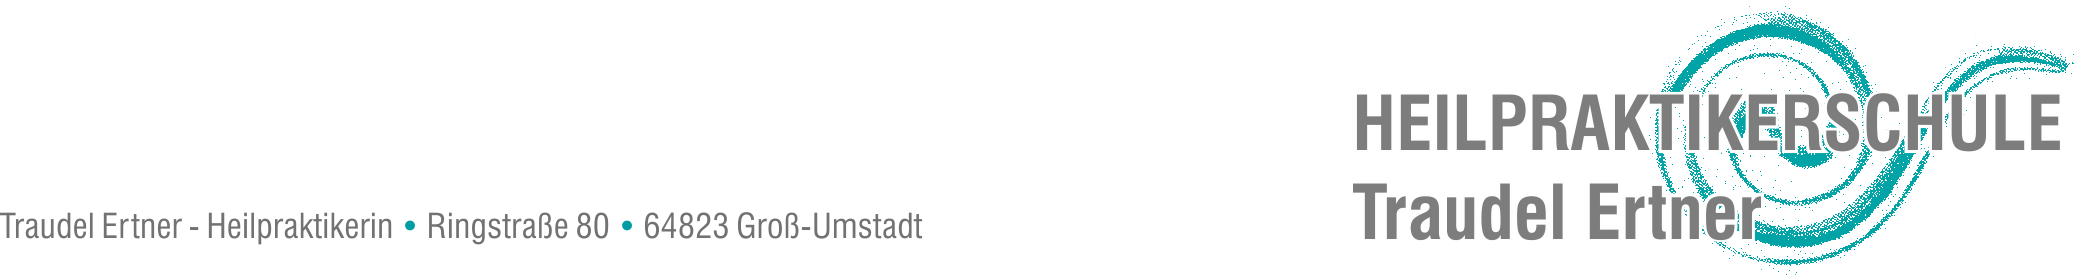 HEILPRAKTIKERSCHULE
Traudel Ertner
Traudel Ertner - Heilpraktikerin • Ringstraße 80 • 64823 Groß-Umstadt